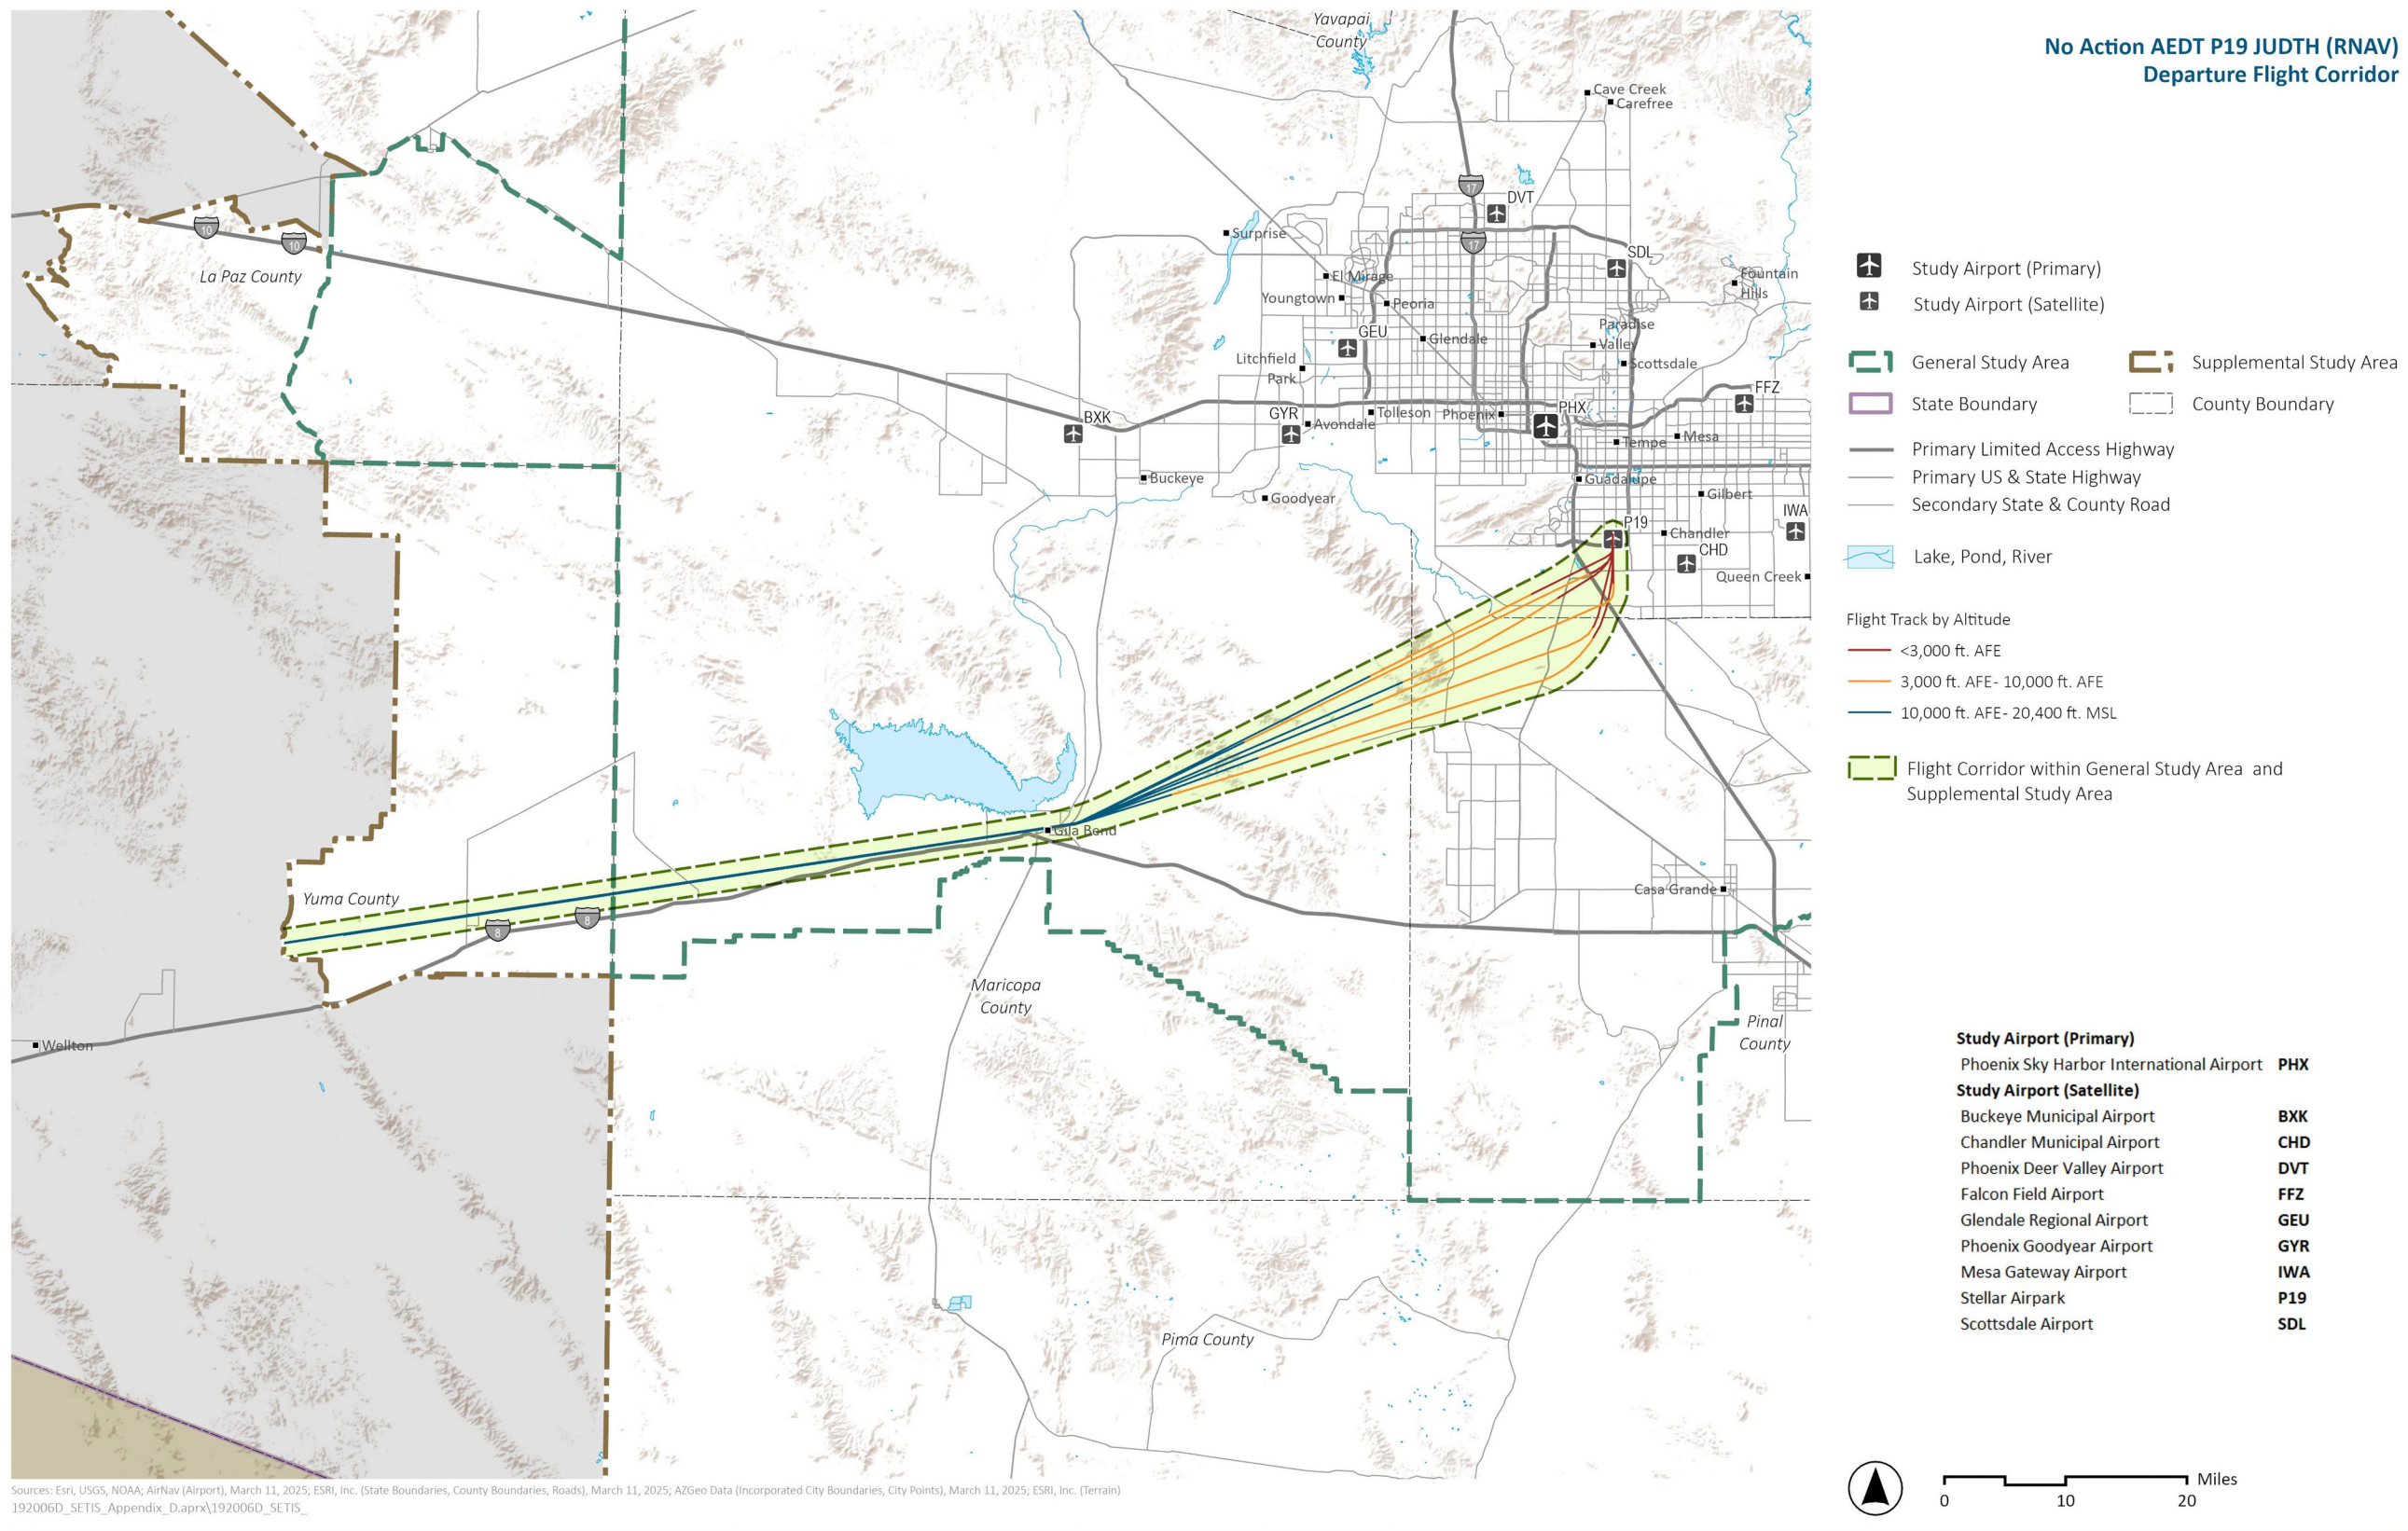 No Action AEDT P19 JUDTH (RNAV)
Departure Flight Corridor
Yavapai
County
Cave Creek
Carefree
17
DVT
17
Surprise
SDL
10
10
La Paz County
El Mirage
Fountain
Hills
Youngtown
Peoria
GEU
Glendale
Paradise
Valley
Litchfield
Park
Scottsdale
FFZ
BXK
GYR
Avondale
Tolleson
Phoenix
PHX
Tempe
Mesa
Buckeye
Goodyear
Guadalupe
Gilbert
IWA
P19
Chandler
CHD
Queen Creek
Gila Bend
Casa Grande
Yuma County
8
8
Maricopa
County
Pinal
County
Wellton
Pima County
Study Airport (Primary)
Study Airport (Satellite)
General Study Area
Supplemental Study Area
State Boundary
County Boundary
Primary Limited Access Highway
Primary US & State Highway
Secondary State & County Road
Lake, Pond, River
Flight Track by Altitude
<3,000 ft. AFE
3,000 ft. AFE- 10,000 ft. AFE
10,000 ft. AFE- 20,400 ft. MSL
Flight Corridor within General Study Area and
Supplemental Study Area
Study Airport (Primary)
Phoenix Sky Harbor International Airport PHX
Study Airport (Satellite)
Buckeye Municipal Airport BXK
Chandler Municipal Airport CHD
Phoenix Deer Valley Airport DVT
Falcon Field Airport FFZ
Glendale Regional Airport GEU
Phoenix Goodyear Airport GYR
Mesa Gateway Airport IWA
Stellar Airpark P19
Scottsdale Airport SDL
Miles
0 10 20
Sources: Esri, USGS, NOAA; AirNav (Airport), March 11, 2025; ESRI, Inc. (State Boundaries, County Boundaries, Roads), March 11, 2025; AZGeo Data (Incorporated City Boundaries, City Points), March 11, 2025; ESRI, Inc. (Terrain)
192006D_SETIS_Appendix_D.aprx\192006D_SETIS_